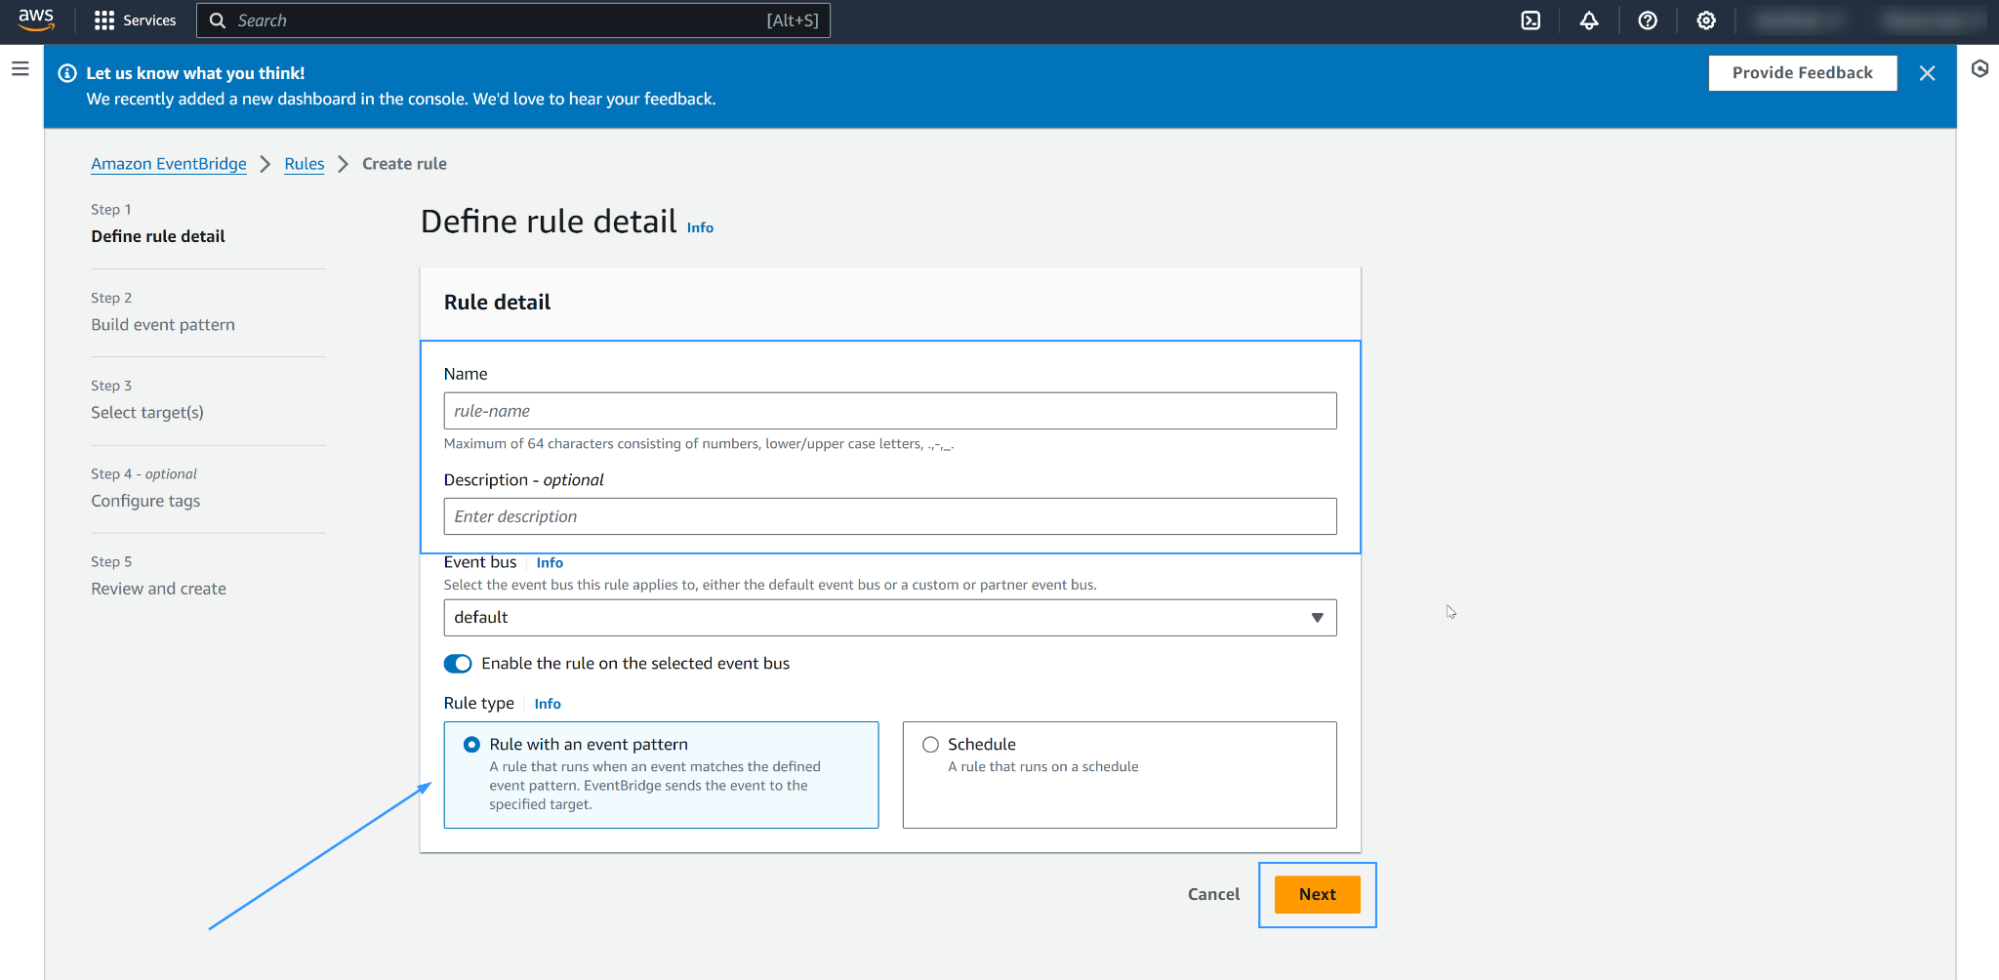 aws
Services
Search
[Alt+S]
Let us know what you think!
We recently added a new dashboard in the console. We'd love to hear your feedback.
Provide Feedback
Amazon EventBridge
Rules
Create rule
Step 1
Define rule detail
Step 2
Build event pattern
Step 3
Select target(s)
Step 4 - optional
Configure tags
Step 5
Review and create
Define rule detail Info
Rule detail
Name
rule-name
Maximum of 64 characters consisting of numbers, lower/upper case letters, .,-,_.
Description - optional
Enter description
Event bus Info
Select the event bus this rule applies to, either the default event bus or a custom or partner event bus.
default
Enable the rule on the selected event bus
Rule type Info
Rule with an event pattern
A rule that runs when an event matches the defined
event pattern. EventBridge sends the event to the
specified target.
Schedule
A rule that runs on a schedule
Cancel
Next